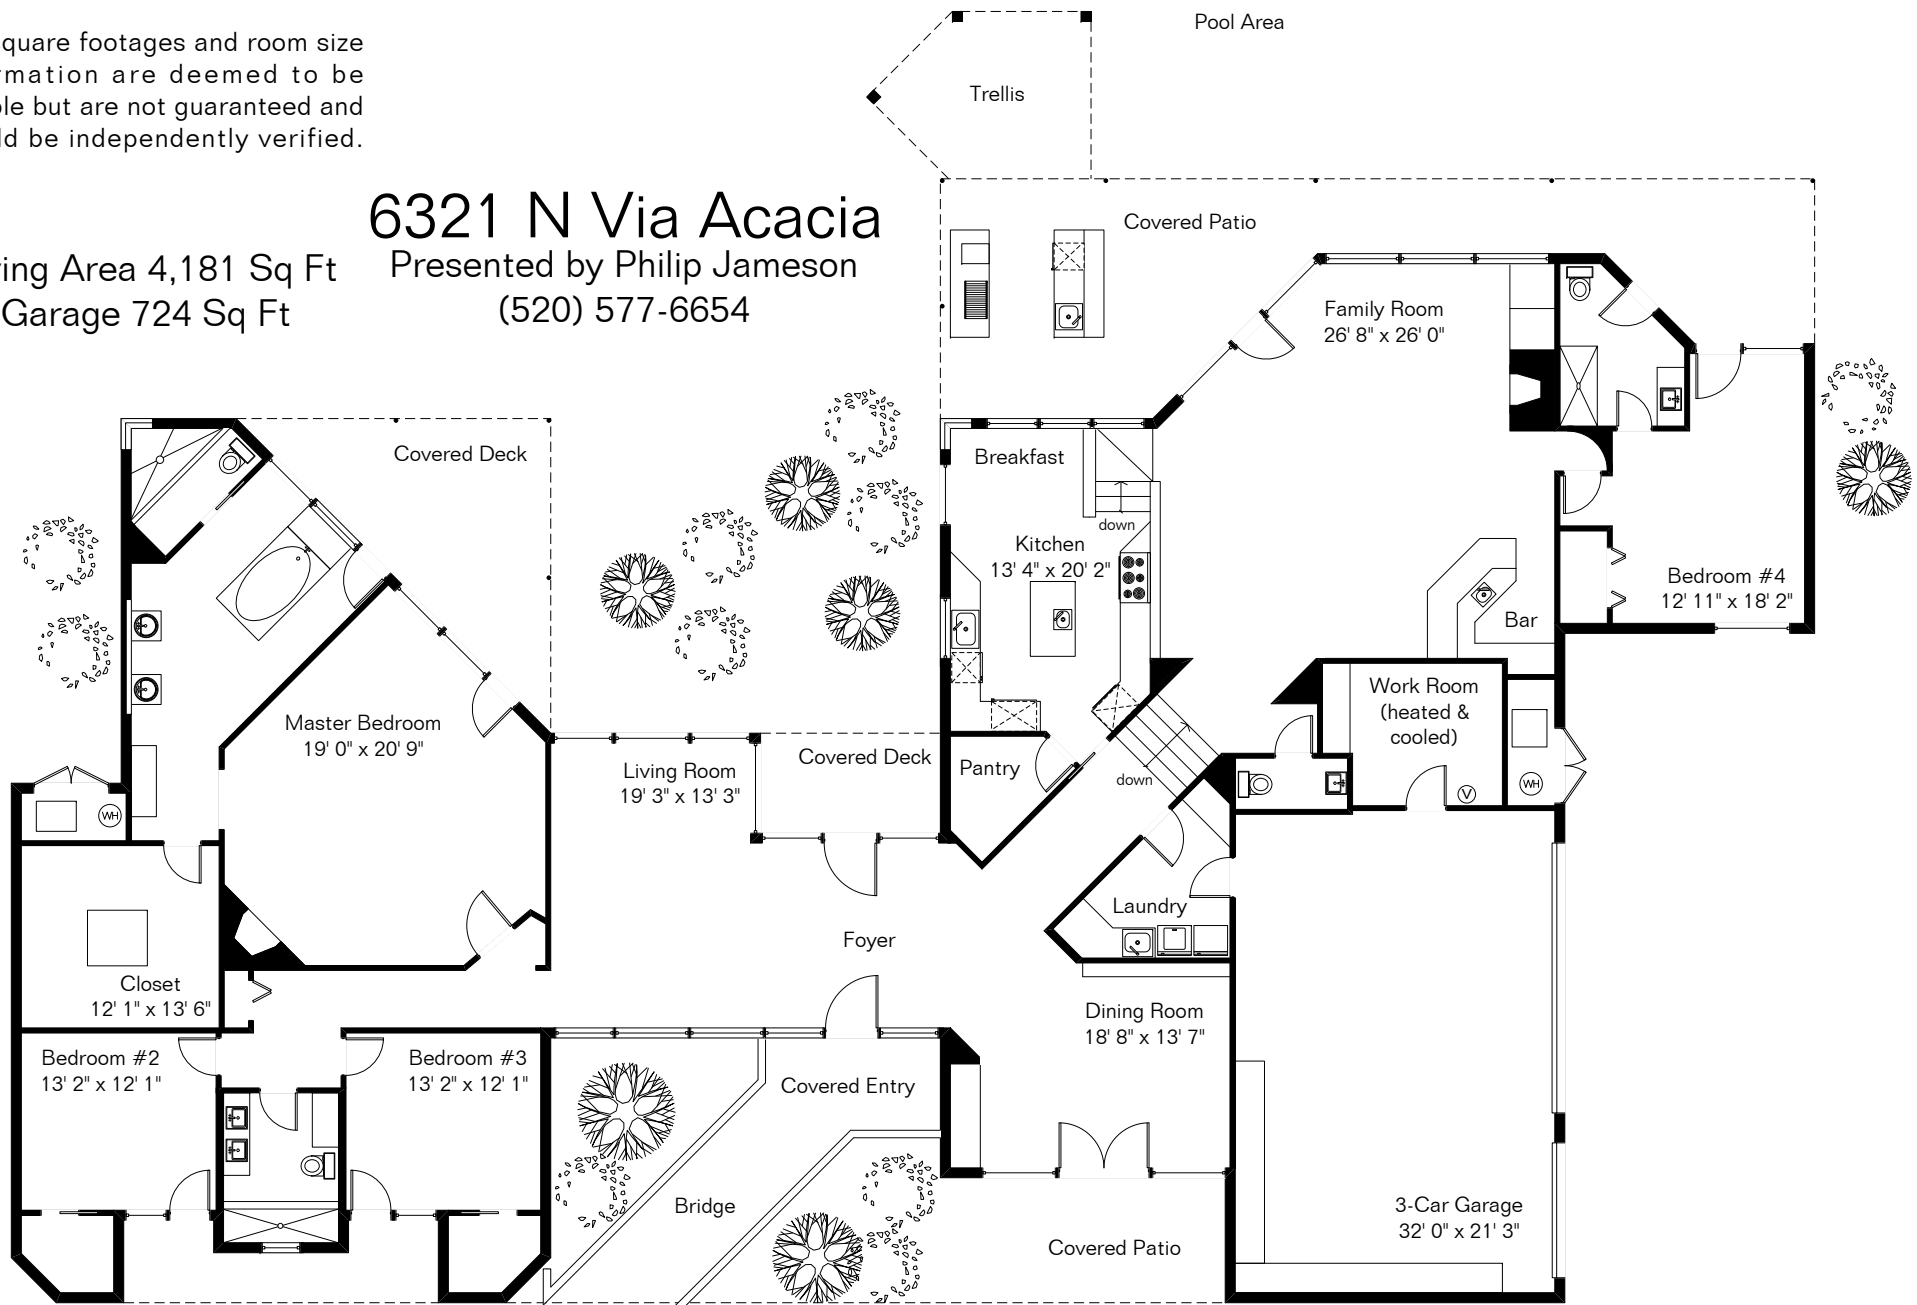 Pool Area
square footages and room size
are deemed to be
but are not guaranteed and
be independently verified.
Trellis
6321 N Via Acacia
Presented by Philip Jameson
(520) 577-6654
Area 4,181 Sq Ft
Garage 724 Sq Ft
Covered Patio
Family Room
26' 8" x 26' 0"
Covered Deck
Breakfast
down
Kitchen
13' 4" x 20' 2"
Bedroom #4
12' 11" x 18' 2"
Bar
Work Room
(heated &
cooled)
Master Bedroom
19' 0" x 20' 9"
Living Room
19' 3" x 13' 3"
Covered Deck
Pantry
down
WH
V
WH
Laundry
Foyer
Closet
12' 1" x 13' 6"
Dining Room
18' 8" x 13' 7"
Bedroom #2
13' 2" x 12' 1"
Bedroom #3
13' 2" x 12' 1"
Covered Entry
Bridge
3-Car Garage
32' 0" x 21' 3"
Covered Patio